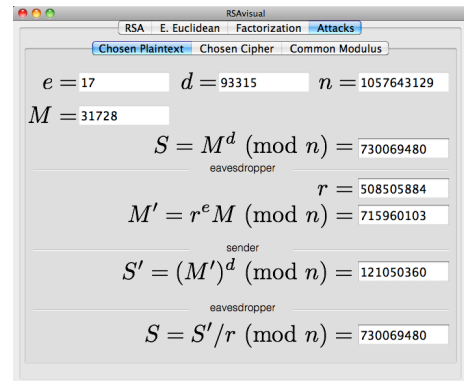 RSAvisual
RSA E. Euclidean Factorization Attacks
Chosen Plaintext Chosen Cipher Common Modulus
e = 17 d = 93315 n = 1057643129
M = 31728
S = M^d (mod n) = 730069480
eavesdropper
r = 508505884
M′ = r^e M (mod n) = 715960103
sender
S′ = (M′)^d (mod n) = 121050360
eavesdropper
S = S′/r (mod n) = 730069480